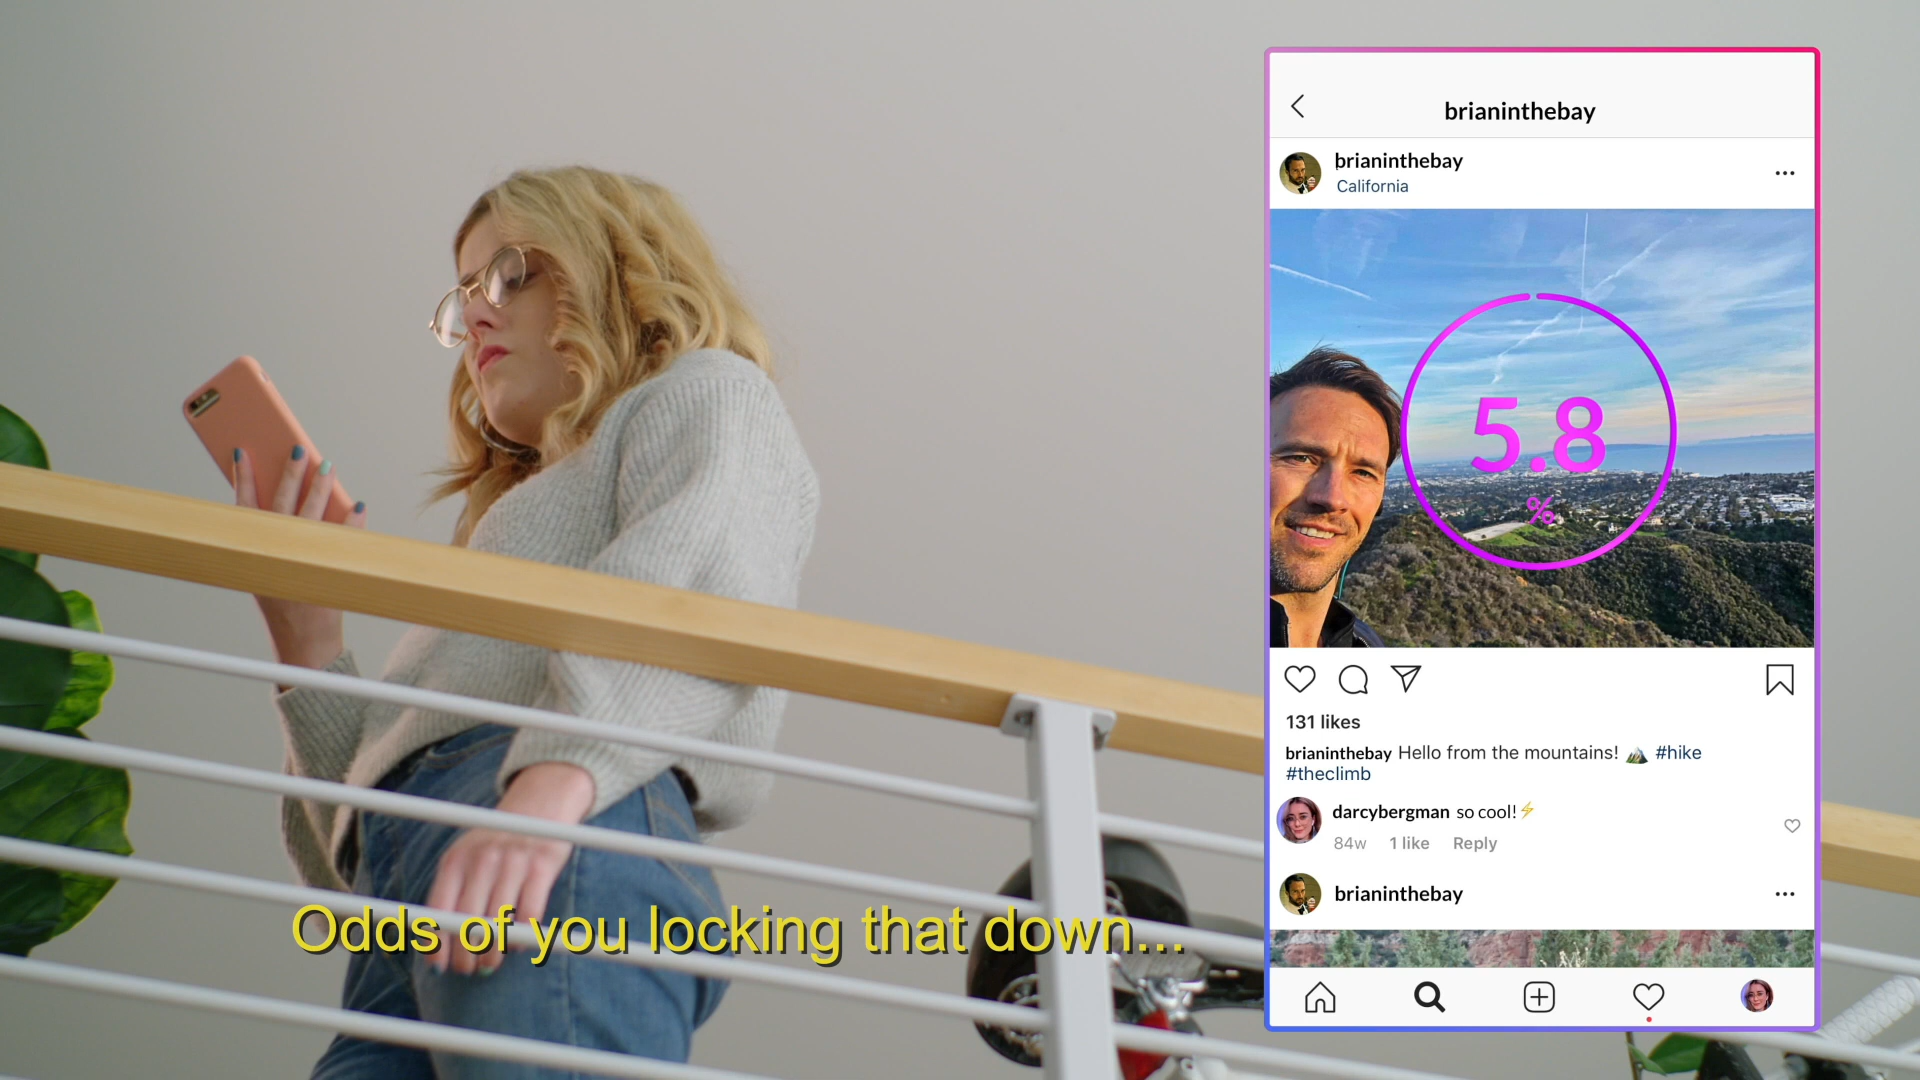 brianinthebay
brianinthebay
California
5.8
%
131 likes
brianinthebay Hello from the mountains! #hike
#theclimb
darcybergman so cool!
84w 1 like Reply
brianinthebay
Odds of you locking that down...